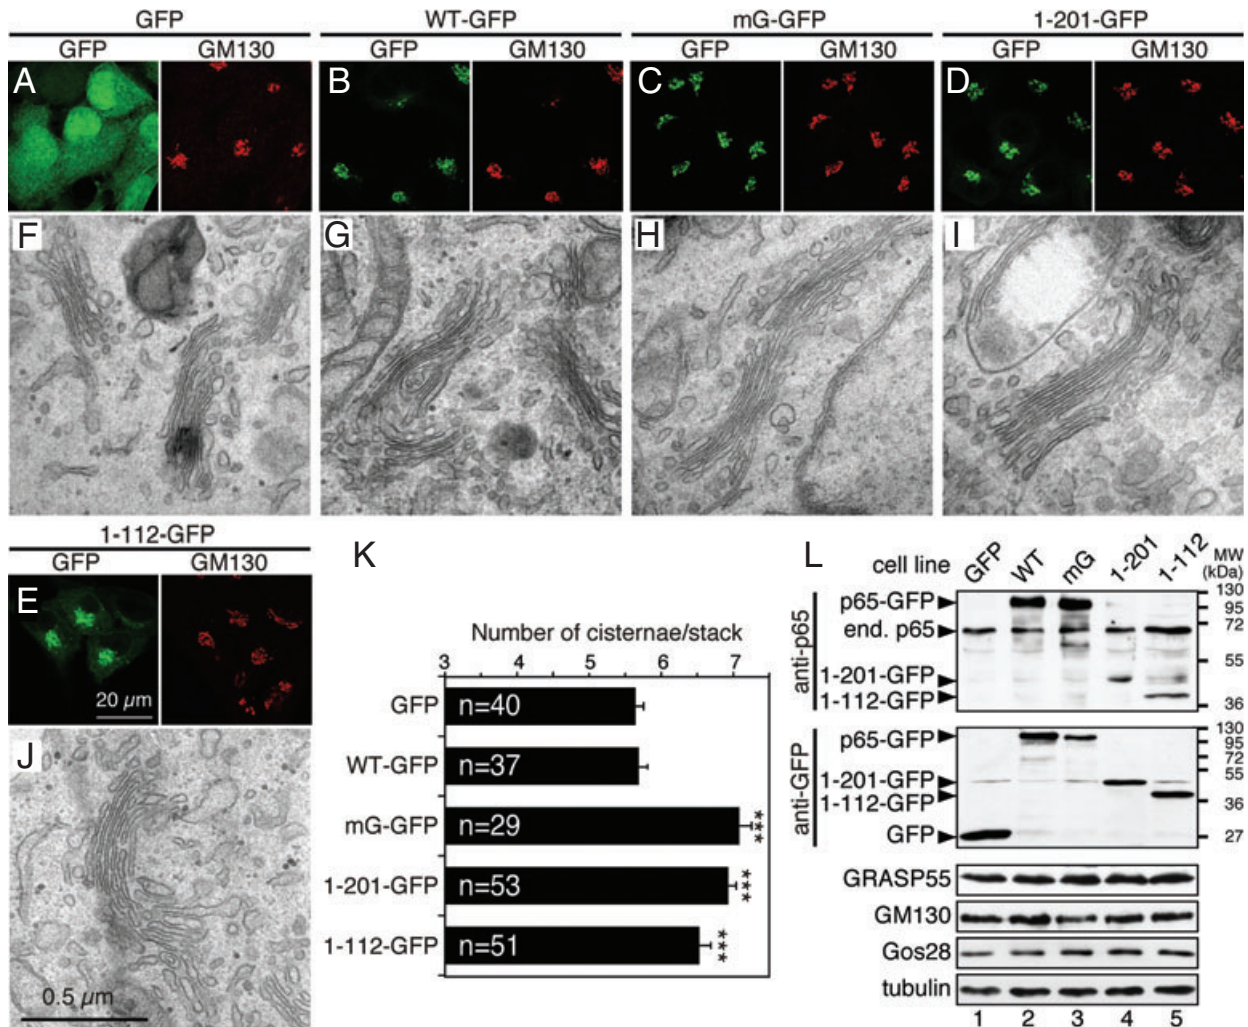 GFP
WT-GFP
mG-GFP
1-201-GFP
GFP GM130 GFP GM130 GFP GM130 GFP GM130
A B C D
F G H I
1-112-GFP
GFP GM130
E
20 µm
J
0.5 µm
K
Number of cisternae/stack
3 4 5 6 7
GFP n=40
WT-GFP n=37
mG-GFP n=29 ***
1-201-GFP n=53 ***
1-112-GFP n=51 ***
L
cell line GFP WT mG 1-201 1-112 MW
(kDa)
anti-p65
p65-GFP
end. p65
1-201-GFP
1-112-GFP
130
95
72
55
36
anti-GFP
p65-GFP
1-201-GFP
1-112-GFP
GFP
130
95
72
55
36
27
GRASP55
GM130
Gos28
tubulin
1 2 3 4 5